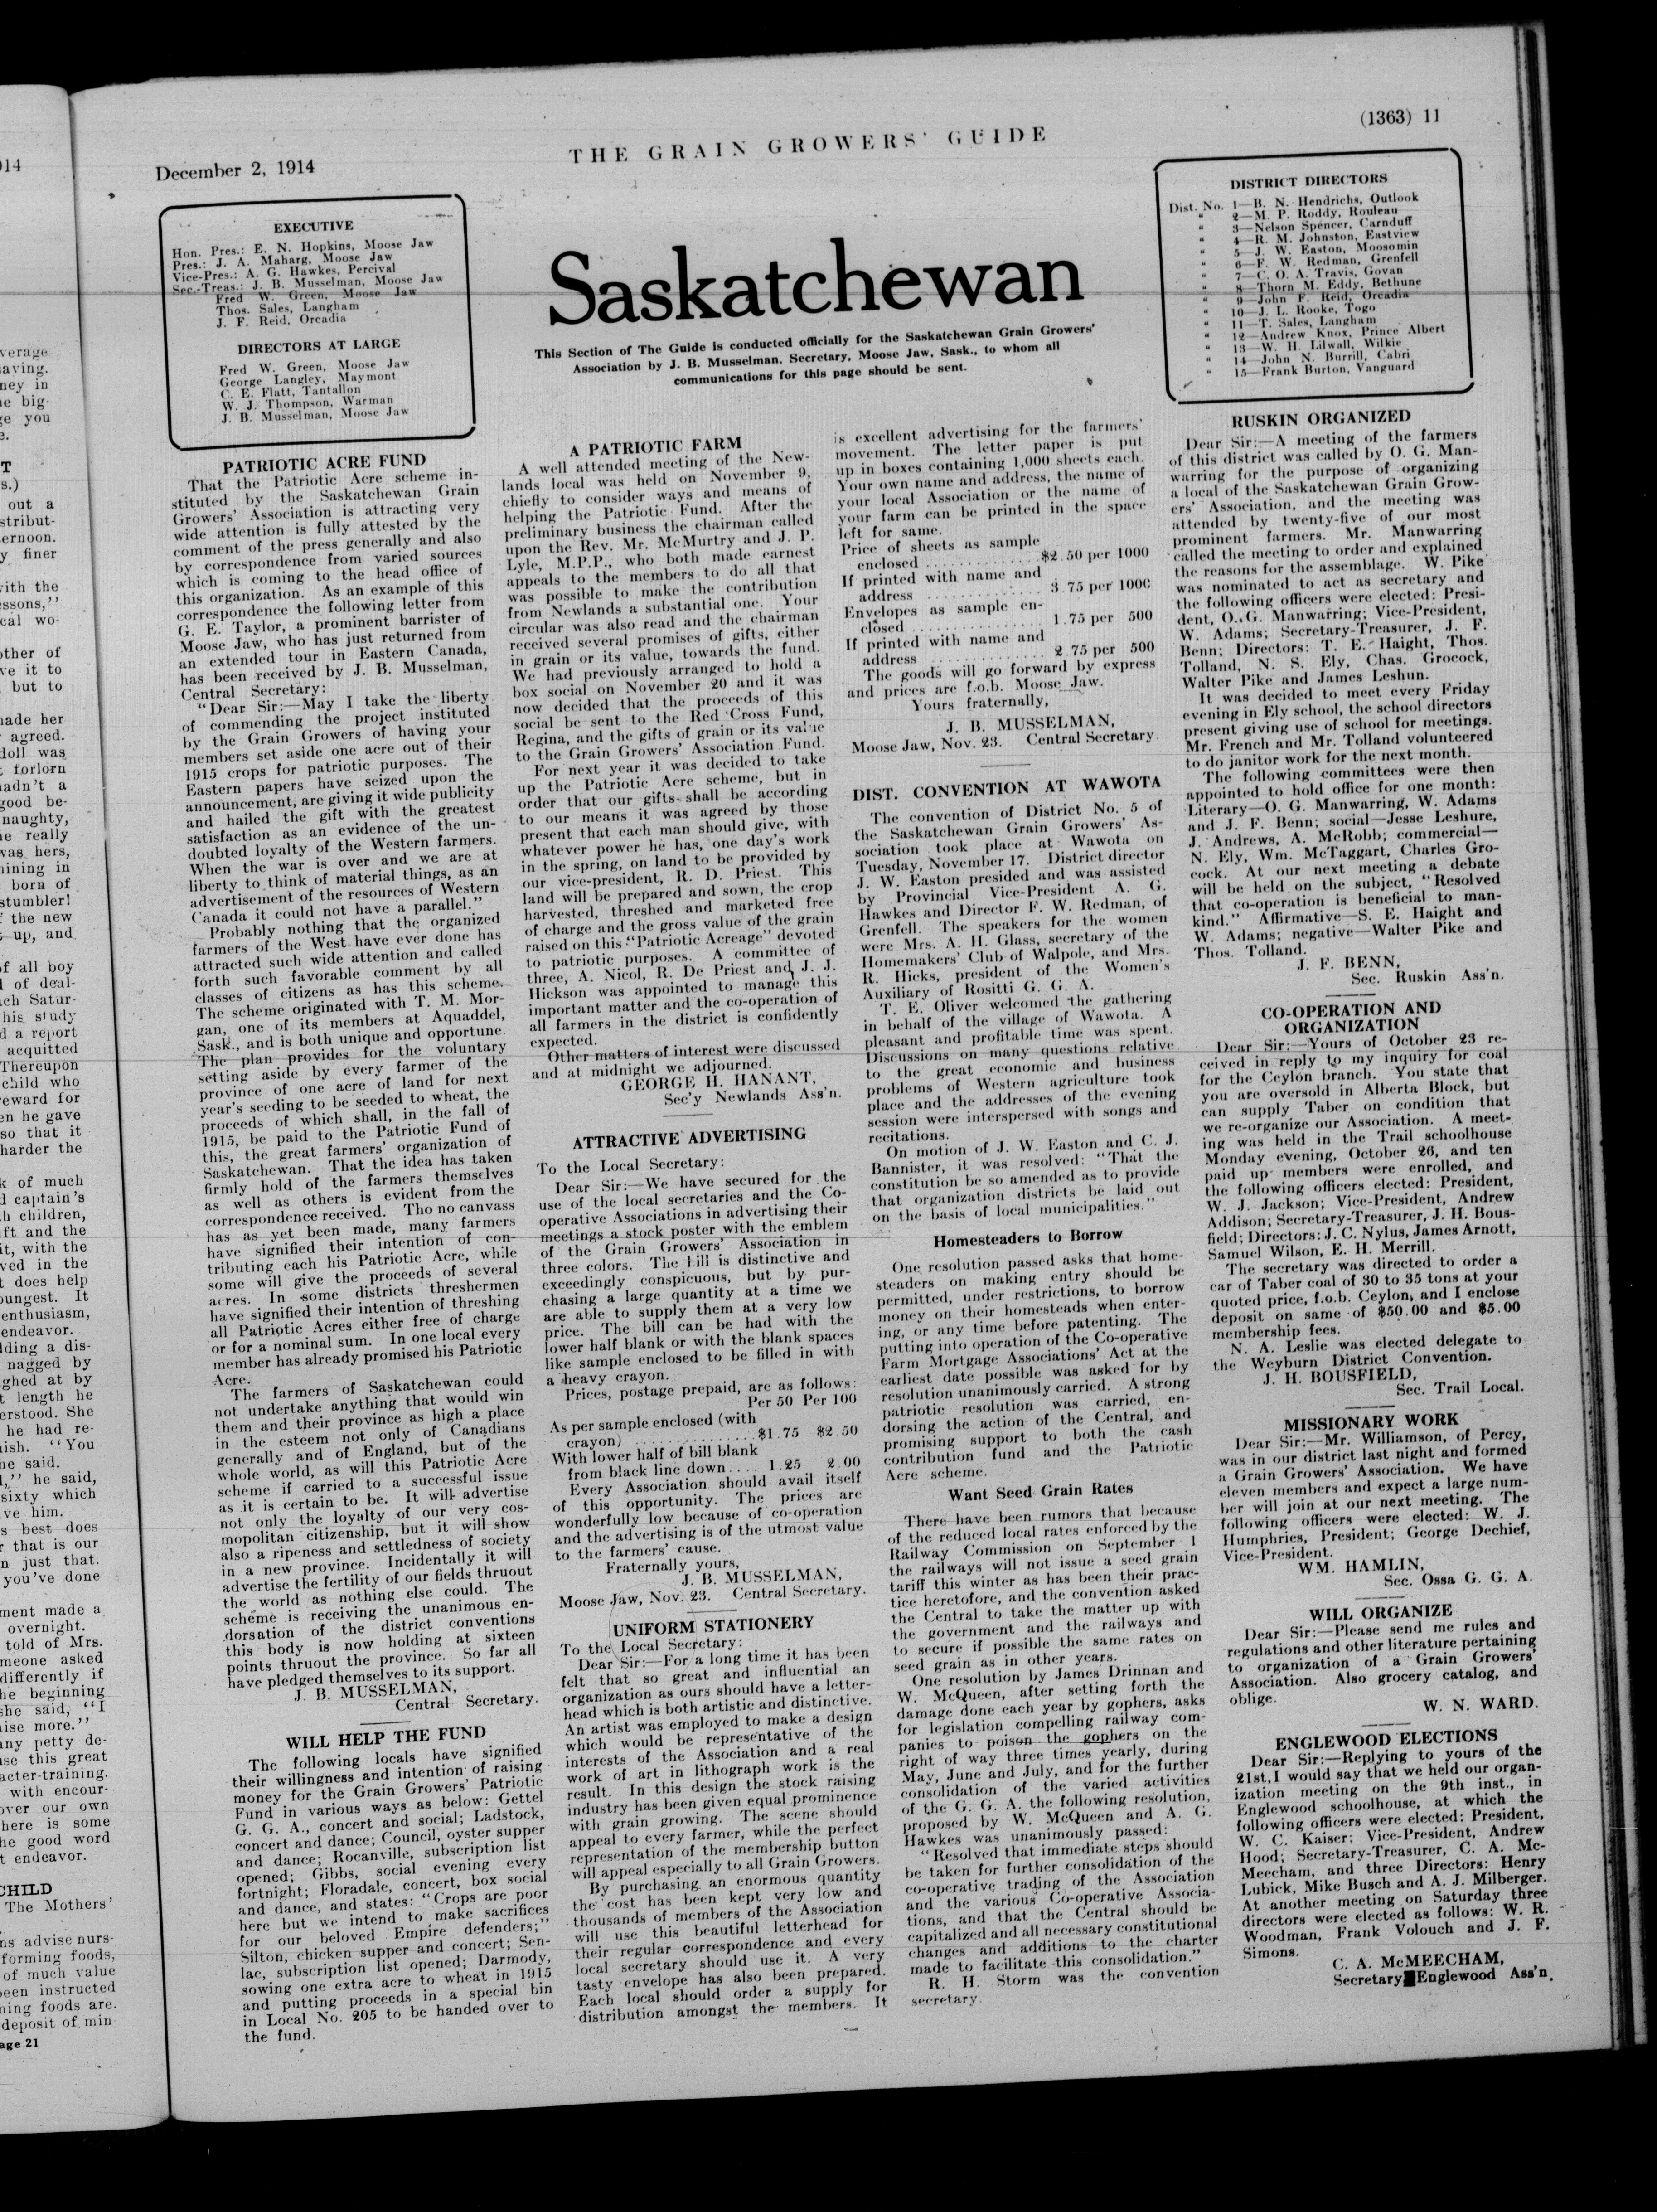 December 2, 1914
THE GRAIN GROWERS' GUIDE
(1363) 11
EXECUTIVE
Hon. Pres.: E. N. Hopkins, Moose Jaw
Pres.: J. A. Maharg, Moose Jaw
Vice-Pres.: A. G. Hawkes, Percival
Sec.-Treas.: J. B. Musselman, Moose Jaw
Fred W. Green, Moose Jaw
Thos. Sales, Langham
J. F. Reid, Orcadia
DIRECTORS AT LARGE
Fred W. Green, Moose Jaw
George Langley, Maymont
C. E. Flatt, Tantallon
W. J. Thompson, Warman
J. B. Musselman, Moose Jaw
Saskatchewan
This Section of The Guide is conducted officially for the Saskatchewan Grain Growers'
Association by J. B. Musselman, Secretary, Moose Jaw, Sask., to whom all
communications for this page should be sent.
DISTRICT DIRECTORS
Dist. No. 1—B. N. Hendrichs, Outlook
" 2—M. P. Roddy, Rouleau
" 3—Nelson Spencer, Carnduff
" 4—R. M. Johnston, Eastview
" 5—J. W. Easton, Moosomin
" 6—F. W. Redman, Grenfell
" 7—C. O. A. Travis, Govan
" 8—Thorn M. Eddy, Bethune
" 9—John F. Reid, Orcadia
" 10—J. L. Rooke, Togo
" 11—T. Sales, Langham
" 12—Andrew Knox, Prince Albert
" 13—W. H. Lilwall, Wilkie
" 14—John N. Burrill, Cabri
" 15—Frank Burton, Vanguard
PATRIOTIC ACRE FUND
That the Patriotic Acre scheme in-
stituted by the Saskatchewan Grain
Growers' Association is attracting very
wide attention is fully attested by the
comment of the press generally and also
by correspondence from varied sources
which is coming to the head office of
this organization. As an example of this
correspondence the following letter from
G. E. Taylor, a prominent barrister of
Moose Jaw, who has just returned from
an extended tour in Eastern Canada,
has been received by J. B. Musselman,
Central Secretary:
"Dear Sir:—May I take the liberty
of commending the project instituted
by the Grain Growers of having your
members set aside one acre out of their
1915 crops for patriotic purposes. The
Eastern papers have seized upon the
announcement, are giving it wide publicity
and hailed the gift with the greatest
satisfaction as an evidence of the un-
doubted loyalty of the Western farmers.
When the war is over and we are at
liberty to think of material things, as an
advertisement of the resources of Western
Canada it could not have a parallel."
Probably nothing that the organized
farmers of the West have ever done has
attracted such wide attention and called
forth such favorable comment by all
classes of citizens as has this scheme.
The scheme originated with T. M. Mor-
gan, one of its members at Aquaddel,
Sask., and is both unique and opportune.
The plan provides for the voluntary
setting aside by every farmer of the
province of one acre of land for next
year's seeding to be seeded to wheat, the
proceeds of which shall, in the fall of
1915, be paid to the Patriotic Fund of
this, the great farmers' organization of
Saskatchewan. That the idea has taken
firmly hold of the farmers themselves
as well as others is evident from the
correspondence received. Tho no canvass
has as yet been made, many farmers
have signified their intention of con-
tributing each his Patriotic Acre, while
some will give the proceeds of several
acres. In some districts threshermen
have signified their intention of threshing
all Patriotic Acres either free of charge
or for a nominal sum. In one local every
member has already promised his Patriotic
Acre.
The farmers of Saskatchewan could
not undertake anything that would win
them and their province as high a place
in the esteem not only of Canadians
generally and of England, but of the
whole world, as will this Patriotic Acre
scheme if carried to a successful issue
as it is certain to be. It will advertise
not only the loyalty of our very cos-
mopolitan citizenship, but it will show
also a ripeness and settledness of society
in a new province. Incidentally it will
advertise the fertility of our fields thruout
the world as nothing else could. The
scheme is receiving the unanimous en-
dorsation of the district conventions
this body is now holding at sixteen
points thruout the province. So far all
have pledged themselves to its support.
J. B. MUSSELMAN,
Central Secretary.
WILL HELP THE FUND
The following locals have signified
their willingness and intention of raising
money for the Grain Growers' Patriotic
Fund in various ways as below: Gettel
G. G. A., concert and social; Ladstock,
concert and dance; Council, oyster supper
and dance; Rocanville, subscription list
opened; Gibbs, social evening every
fortnight; Floradale, concert, box social
and dance, and states: "Crops are poor
here but we intend to make sacrifices
for our beloved Empire defenders;"
Silton, chicken supper and concert; Sen-
lac, subscription list opened; Darmody,
sowing one extra acre to wheat in 1915
and putting proceeds in a special bin
in Local No. 205 to be handed over to
the fund.
A PATRIOTIC FARM
A well attended meeting of the New-
lands local was held on November 9,
chiefly to consider ways and means of
helping the Patriotic Fund. After the
preliminary business the chairman called
upon the Rev. Mr. McMurtry and J. P.
Lyle, M.P.P., who both made earnest
appeals to the members to do all that
was possible to make the contribution
from Newlands a substantial one. Your
circular was also read and the chairman
received several promises of gifts, either
in grain or its value, towards the fund.
We had previously arranged to hold a
box social on November 20 and it was
now decided that the proceeds of this
social be sent to the Red Cross Fund,
Regina, and the gifts of grain or its value
to the Grain Growers' Association Fund.
For next year it was decided to take
up the Patriotic Acre scheme, but in
order that our gifts shall be according
to our means it was agreed by those
present that each man should give, with
whatever power he has, one day's work
in the spring, on land to be provided by
our vice-president, R. D. Priest. This
land will be prepared and sown, the crop
harvested, threshed and marketed free
of charge and the gross value of the grain
raised on this "Patriotic Acreage" devoted
to patriotic purposes. A committee of
three, A. Nicol, R. De Priest and J. J.
Hickson was appointed to manage this
important matter and the co-operation of
all farmers in the district is confidently
expected.
Other matters of interest were discussed
and at midnight we adjourned.
GEORGE H. HANANT,
Sec'y Newlands Ass'n.
ATTRACTIVE ADVERTISING
To the Local Secretary:
Dear Sir:—We have secured for the
use of the local secretaries and the Co-
operative Associations in advertising their
meetings a stock poster with the emblem
of the Grain Growers' Association in
three colors. The bill is distinctive and
exceedingly conspicuous, but by pur-
chasing a large quantity at a time we
are able to supply them at a very low
price. The bill can be had with the
lower half blank or with the blank spaces
like sample enclosed to be filled in with
a heavy crayon.
Prices, postage prepaid, are as follows:
Per 50 Per 100
As per sample enclosed (with
crayon) ............... $1.75 $2.50
With lower half of bill blank
from black line down.... 1.25 2.00
Every Association should avail itself
of this opportunity. The prices are
wonderfully low because of co-operation
and the advertising is of the utmost value
to the farmers' cause.
Fraternally yours,
J. B. MUSSELMAN,
Moose Jaw, Nov. 23. Central Secretary.
UNIFORM STATIONERY
To the Local Secretary:
Dear Sir:—For a long time it has been
felt that so great and influential an
organization as ours should have a letter-
head which is both artistic and distinctive.
An artist was employed to make a design
which would be representative of the
interests of the Association and a real
work of art in lithograph work is the
result. In this design the stock raising
industry has been given equal prominence
with grain growing. The scene should
appeal to every farmer, while the perfect
representation of the membership button
will appeal especially to all Grain Growers.
By purchasing an enormous quantity
the cost has been kept very low and
thousands of members of the Association
will use this beautiful letterhead for
their regular correspondence and every
local secretary should use it. A very
tasty envelope has also been prepared.
Each local should order a supply for
distribution amongst the members. It
is excellent advertising for the farmers'
movement. The letter paper is put
up in boxes containing 1,000 sheets each.
Your own name and address, the name of
your local Association or the name of
your farm can be printed in the space
left for same.
Price of sheets as sample
enclosed .............. $2.50 per 1000
If printed with name and
address .............. 3.75 per 1000
Envelopes as sample en-
closed ................ 1.75 per 500
If printed with name and
address .............. 2.75 per 500
The goods will go forward by express
and prices are f.o.b. Moose Jaw.
Yours fraternally,
J. B. MUSSELMAN,
Moose Jaw, Nov. 23. Central Secretary.
DIST. CONVENTION AT WAWOTA
The convention of District No. 5 of
the Saskatchewan Grain Growers' As-
sociation took place at Wawota on
Tuesday, November 17. District director
J. W. Easton presided and was assisted
by Provincial Vice-President A. G.
Hawkes and Director F. W. Redman, of
Grenfell. The speakers for the women
were Mrs. A. H. Glass, secretary of the
Homemakers' Club of Walpole, and Mrs.
R. Hicks, president of the Women's
Auxiliary of Rositti G. G. A.
T. E. Oliver welcomed the gathering
in behalf of the village of Wawota. A
pleasant and profitable time was spent.
Discussions on many questions relative
to the great economic and business
problems of Western agriculture took
place and the addresses of the evening
session were interspersed with songs and
recitations.
On motion of J. W. Easton and C. J.
Bannister, it was resolved: "That the
constitution be so amended as to provide
that organization districts be laid out
on the basis of local municipalities."
Homesteaders to Borrow
One resolution passed asks that home-
steaders on making entry should be
permitted, under restrictions, to borrow
money on their homesteads when enter-
ing, or any time before patenting. The
putting into operation of the Co-operative
Farm Mortgage Associations' Act at the
earliest date possible was asked for by
resolution unanimously carried. A strong
patriotic resolution was carried, en-
dorsing the action of the Central, and
promising support to both the cash
contribution fund and the Patriotic
Acre scheme.
Want Seed Grain Rates
There have been rumors that because
of the reduced local rates enforced by the
Railway Commission on September 1
the railways will not issue a seed grain
tariff this winter as has been their prac-
tice heretofore, and the convention asked
the Central to take the matter up with
the government and the railways and
to secure if possible the same rates on
seed grain as in other years.
One resolution by James Drinnan and
W. McQueen, after setting forth the
damage done each year by gophers, asks
for legislation compelling railway com-
panies to poison the gophers on the
right of way three times yearly, during
May, June and July, and for the further
consolidation of the varied activities
of the G. G. A. the following resolution,
proposed by W. McQueen and A. G.
Hawkes was unanimously passed:
"Resolved that immediate steps should
be taken for further consolidation of the
co-operative trading of the Association
and the various Co-operative Associa-
tions, and that the Central should be
capitalized and all necessary constitutional
changes and additions to the charter
made to facilitate this consolidation."
R. H. Storm was the convention
secretary.
RUSKIN ORGANIZED
Dear Sir:—A meeting of the farmers
of this district was called by O. G. Man-
warring for the purpose of organizing
a local of the Saskatchewan Grain Grow-
ers' Association, and the meeting was
attended by twenty-five of our most
prominent farmers. Mr. Manwarring
called the meeting to order and explained
the reasons for the assemblage. W. Pike
was nominated to act as secretary and
the following officers were elected: Presi-
dent, O. G. Manwarring; Vice-President,
W. Adams; Secretary-Treasurer, J. F.
Benn; Directors: T. E. Haight, Thos.
Tolland, N. S. Ely, Chas. Grocock,
Walter Pike and James Leshun.
It was decided to meet every Friday
evening in Ely school, the school directors
present giving use of school for meetings.
Mr. French and Mr. Tolland volunteered
to do janitor work for the next month.
The following committees were then
appointed to hold office for one month:
Literary—O. G. Manwarring, W. Adams
and J. F. Benn; social—Jesse Leshure,
J. Andrews, A. McRobb; commercial—
N. Ely, Wm. McTaggart, Charles Gro-
cock. At our next meeting a debate
will be held on the subject, "Resolved
that co-operation is beneficial to man-
kind." Affirmative—S. E. Haight and
W. Adams; negative—Walter Pike and
Thos. Tolland.
J. F. BENN,
Sec. Ruskin Ass'n.
CO-OPERATION AND
ORGANIZATION
Dear Sir:—Yours of October 23 re-
ceived in reply to my inquiry for coal
for the Ceylon branch. You state that
you are oversold in Alberta Block, but
can supply Taber on condition that
we re-organize our Association. A meet-
ing was held in the Trail schoolhouse
Monday evening, October 26, and ten
paid up members were enrolled, and
the following officers elected: President,
W. J. Jackson; Vice-President, Andrew
Addison; Secretary-Treasurer, J. H. Bous-
field; Directors: J. C. Nylus, James Arnott,
Samuel Wilson, E. H. Merrill.
The secretary was directed to order a
car of Taber coal of 30 to 35 tons at your
quoted price, f.o.b. Ceylon, and I enclose
deposit on same of $50.00 and $5.00
membership fees.
N. A. Leslie was elected delegate to
the Weyburn District Convention.
J. H. BOUSFIELD,
Sec. Trail Local.
MISSIONARY WORK
Dear Sir:—Mr. Williamson, of Percy,
was in our district last night and formed
a Grain Growers' Association. We have
eleven members and expect a large num-
ber will join at our next meeting. The
following officers were elected: W. J.
Humphries, President; George Dechief,
Vice-President.
WM. HAMLIN,
Sec. Ossa G. G. A.
WILL ORGANIZE
Dear Sir:—Please send me rules and
regulations and other literature pertaining
to organization of a Grain Growers'
Association. Also grocery catalog, and
oblige.
W. N. WARD.
ENGLEWOOD ELECTIONS
Dear Sir:—Replying to yours of the
21st, I would say that we held our organ-
ization meeting on the 9th inst., in
Englewood schoolhouse, at which the
following officers were elected: President,
W. C. Kaiser; Vice-President, Andrew
Hood; Secretary-Treasurer, C. A. Mc-
Meecham, and three Directors: Henry
Lubick, Mike Busch and A. J. Milberger.
At another meeting on Saturday three
directors were elected as follows: W. R.
Woodman, Frank Volouch and J. F.
Simons.
C. A. McMEECHAM,
Secretary Englewood Ass'n.